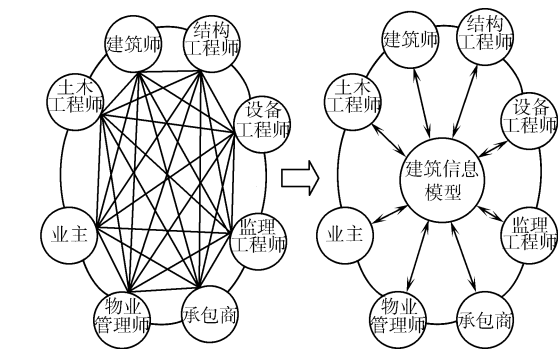 建筑师
结构
工程师
土木
工程师
设备
工程师
业主
监理
工程师
物业
管理师
承包商
建筑师
结构
工程师
土木
工程师
设备
工程师
建筑信息
模型
业主
监理
工程师
物业
管理师
承包商